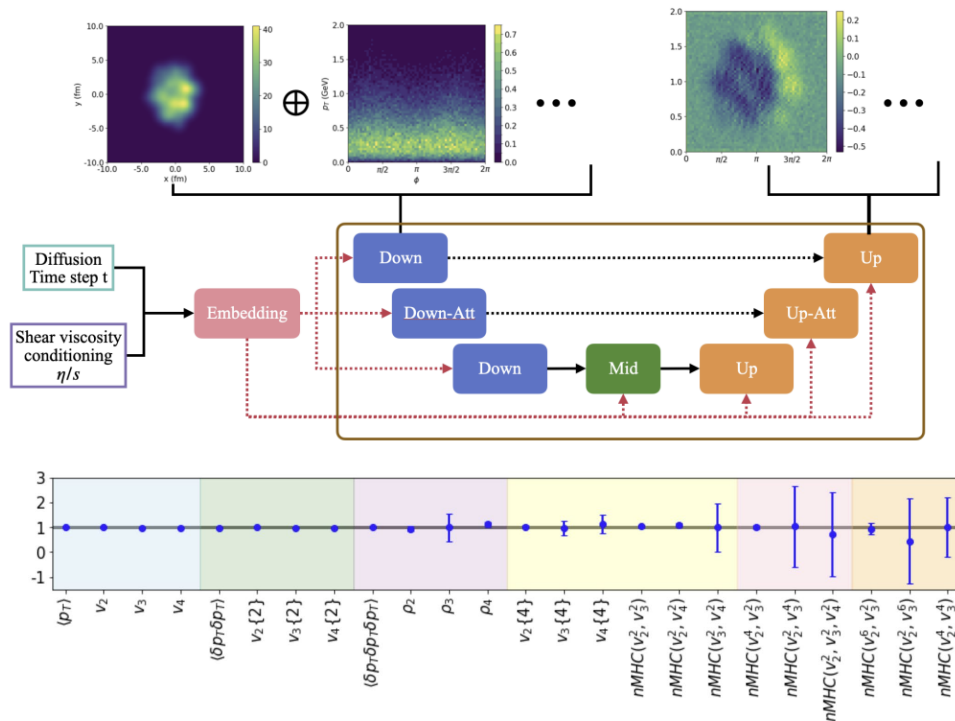 10.0
5.0
0.0
-5.0
-10.0
y (fm)
-10.0 -5.0 0.0 5.0 10.0
x (fm)
40
30
20
10
0
⊕
2.0
1.5
1.0
0.5
0.0
p_T (GeV)
0 π/2 π 3π/2 2π
ϕ
0.7
0.6
0.5
0.4
0.3
0.2
0.1
0.0
• • •
2.0
1.5
1.0
0.5
0
0 π/2 π 3π/2 2π
0.2
0.1
0.0
−0.1
−0.2
−0.3
−0.4
−0.5
• • •
Diffusion
Time step t
Shear viscosity
conditioning
η/s
Embedding
Down
Up
Down-Att
Up-Att
Down
Mid
Up
3
2
1
0
-1
⟨p_T⟩
v_2
v_3
v_4
⟨δp_Tδp_T⟩
v_2{2}
v_3{2}
v_4{2}
⟨δp_Tδp_Tδp_T⟩
ρ_2
ρ_3
ρ_4
v_2{4}
v_3{4}
v_4{4}
nMHC(v_2^2, v_3^2)
nMHC(v_2^2, v_4^2)
nMHC(v_3^2, v_4^2)
nMHC(v_2^4, v_3^2)
nMHC(v_2^2, v_3^4)
nMHC(v_2^2, v_3^2, v_4^2)
nMHC(v_2^6, v_3^2)
nMHC(v_2^2, v_3^6)
nMHC(v_2^4, v_3^4)